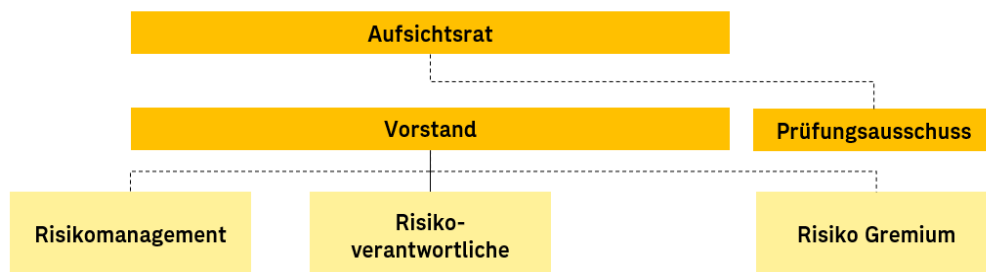 Aufsichtsrat
Vorstand
Prüfungsausschuss
Risikomanagement
Risiko-
verantwortliche
Risiko Gremium